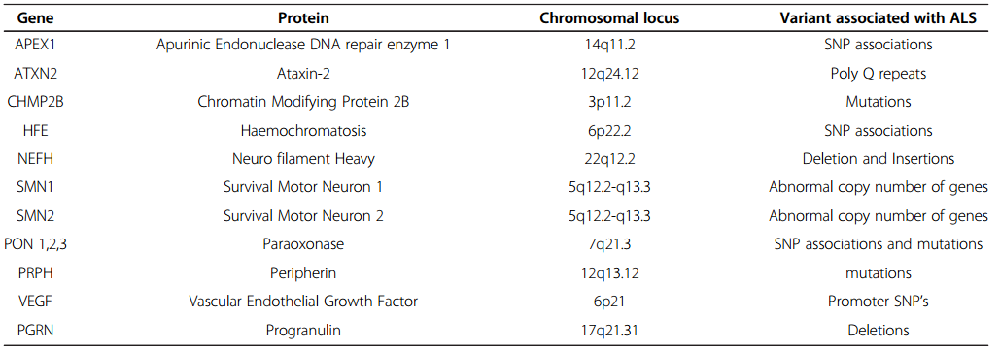 Gene Protein Chromosomal locus Variant associated with ALS
APEX1 Apurinic Endonuclease DNA repair enzyme 1 14q11.2 SNP associations
ATXN2 Ataxin-2 12q24.12 Poly Q repeats
CHMP2B Chromatin Modifying Protein 2B 3p11.2 Mutations
HFE Haemochromatosis 6p22.2 SNP associations
NEFH Neuro filament Heavy 22q12.2 Deletion and Insertions
SMN1 Survival Motor Neuron 1 5q12.2-q13.3 Abnormal copy number of genes
SMN2 Survival Motor Neuron 2 5q12.2-q13.3 Abnormal copy number of genes
PON 1,2,3 Paraoxonase 7q21.3 SNP associations and mutations
PRPH Peripherin 12q13.12 mutations
VEGF Vascular Endothelial Growth Factor 6p21 Promoter SNP's
PGRN Progranulin 17q21.31 Deletions